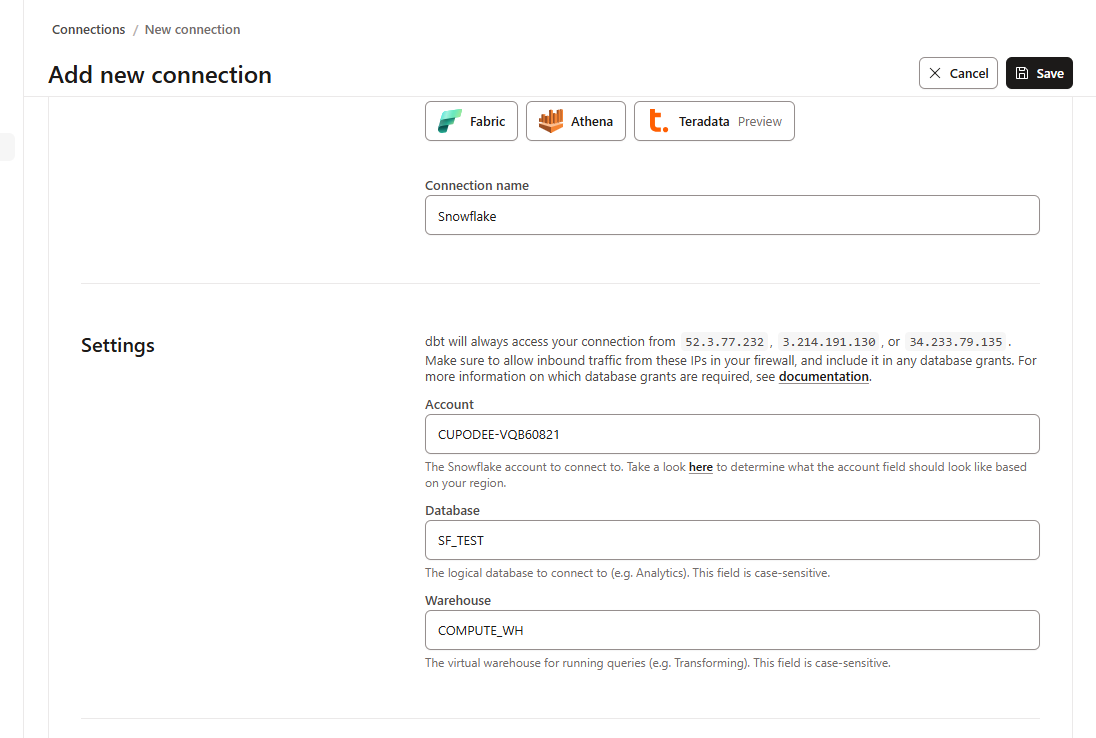 Connections / New connection
Add new connection
Cancel
Save
Fabric
Athena
Teradata Preview
Connection name
Snowflake
Settings
dbt will always access your connection from 52.3.77.232 , 3.214.191.130 , or 34.233.79.135 .
Make sure to allow inbound traffic from these IPs in your firewall, and include it in any database grants. For
more information on which database grants are required, see documentation.
Account
CUPODEE-VQB60821
The Snowflake account to connect to. Take a look here to determine what the account field should look like based
on your region.
Database
SF_TEST
The logical database to connect to (e.g. Analytics). This field is case-sensitive.
Warehouse
COMPUTE_WH
The virtual warehouse for running queries (e.g. Transforming). This field is case-sensitive.